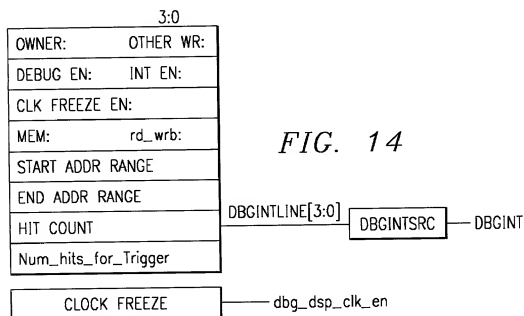 3:0
OWNER: OTHER WR:
DEBUG EN: INT EN:
CLK FREEZE EN:
MEM: rd_wrb:
START ADDR RANGE
END ADDR RANGE
HIT COUNT
Num_hits_for_Trigger
FIG. 14
DBGINTLINE[3:0]
DBGINTSRC
DBGINT
CLOCK FREEZE
dbg_dsp_clk_en